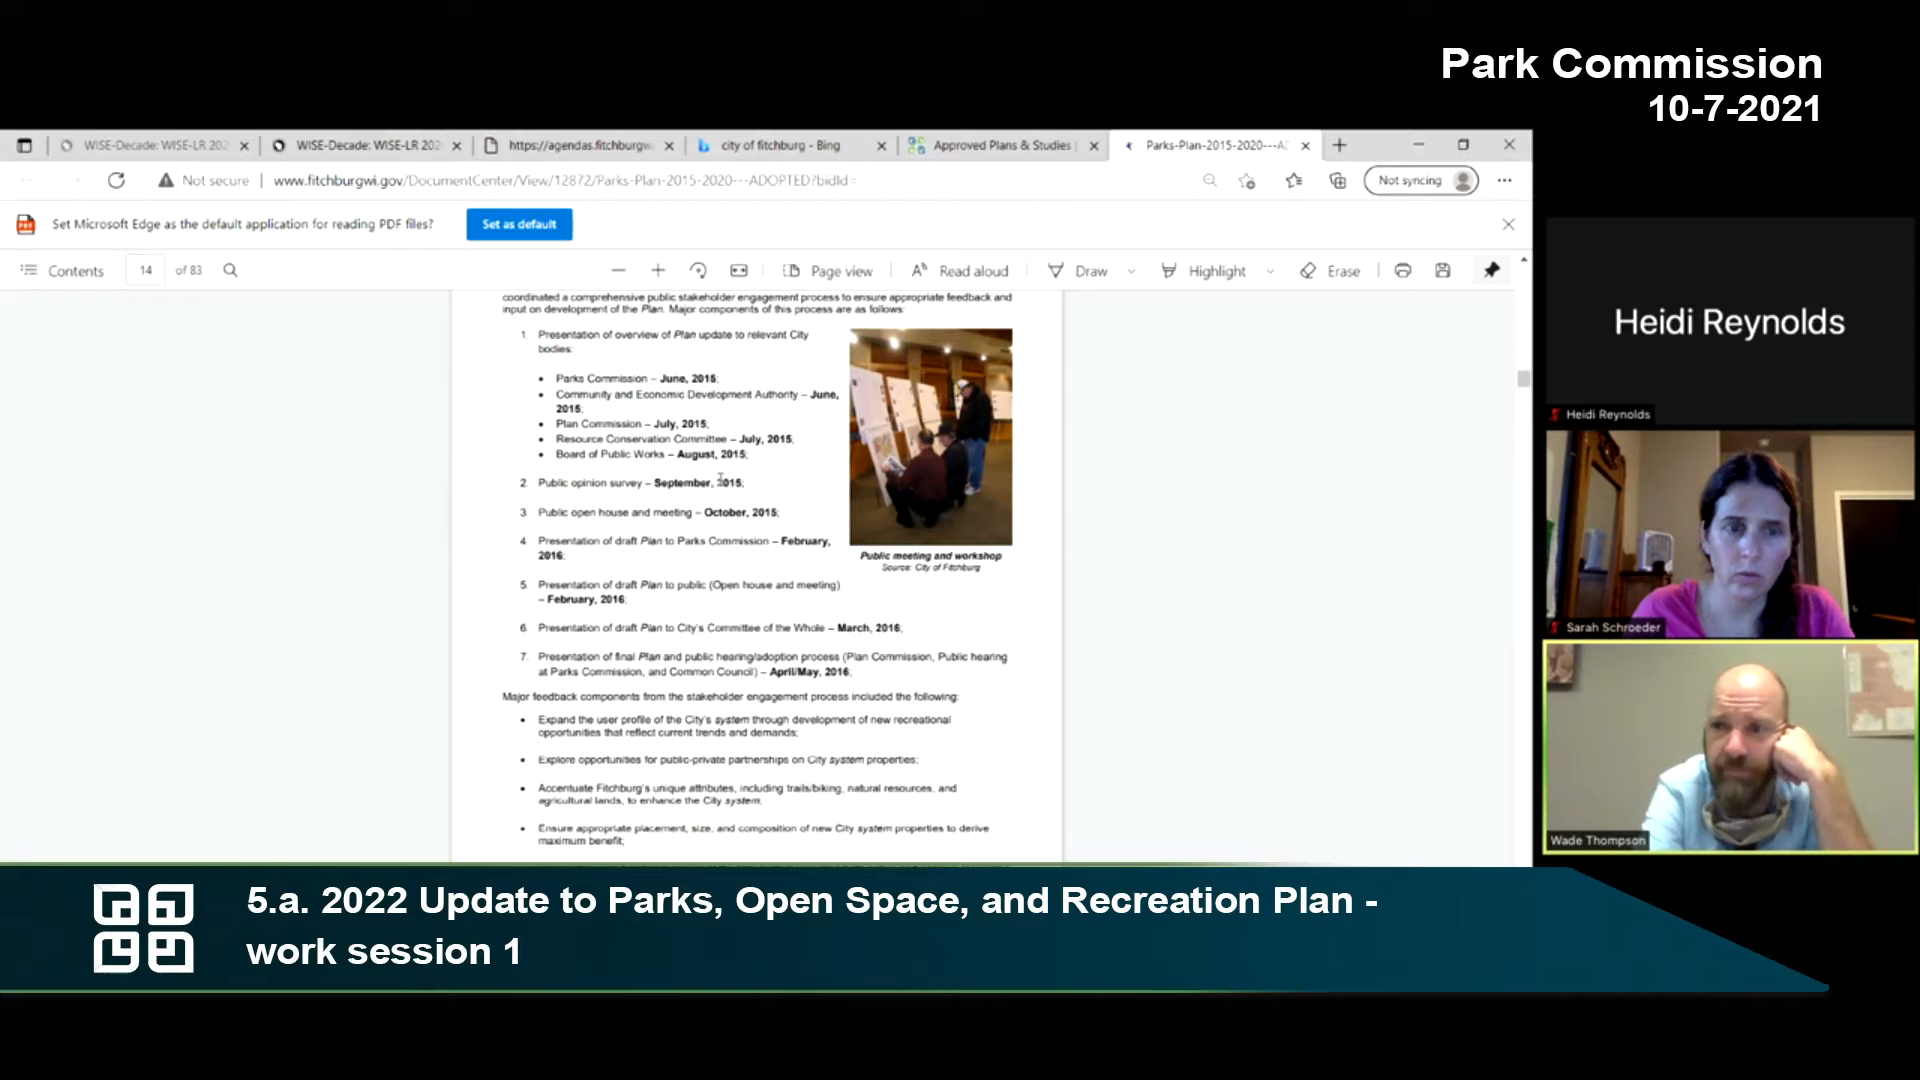 Park Commission
10-7-2021
WISE-Decade: WISE-LR 202
WISE-Decade: WISE-LR 202
https://agendas.fitchburgw
city of fitchburg - Bing
Approved Plans & Studies
Parks-Plan-2015-2020---AD
Not secure
www.fitchburgwi.gov/DocumentCenter/View/12872/Parks-Plan-2015-2020---ADOPTED?bidId=
Not syncing
Set Microsoft Edge as the default application for reading PDF files?
Set as default
Contents
14
of 83
Page view
Read aloud
Draw
Highlight
Erase
coordinated a comprehensive public stakeholder engagement process to ensure appropriate feedback and
input on development of the Plan. Major components of this process are as follows:
1. Presentation of overview of Plan update to relevant City
bodies:
• Parks Commission – June, 2015;
• Community and Economic Development Authority – June,
2015;
• Plan Commission – July, 2015;
• Resource Conservation Committee – July, 2015;
• Board of Public Works – August, 2015;
2. Public opinion survey – September, 2015;
3. Public open house and meeting – October, 2015;
4. Presentation of draft Plan to Parks Commission – February,
2016;
Public meeting and workshop
Source: City of Fitchburg
5. Presentation of draft Plan to public (Open house and meeting)
– February, 2016;
6. Presentation of draft Plan to City's Committee of the Whole – March, 2016;
7. Presentation of final Plan and public hearing/adoption process (Plan Commission, Public hearing
at Parks Commission, and Common Council) – April/May, 2016;
Major feedback components from the stakeholder engagement process included the following:
• Expand the user profile of the City's system through development of new recreational
opportunities that reflect current trends and demands;
• Explore opportunities for public-private partnerships on City system properties;
• Accentuate Fitchburg's unique attributes, including trails/biking, natural resources, and
agricultural lands, to enhance the City system;
• Ensure appropriate placement, size, and composition of new City system properties to derive
maximum benefit;
Heidi Reynolds
Heidi Reynolds
Sarah Schroeder
Wade Thompson
5.a. 2022 Update to Parks, Open Space, and Recreation Plan -
work session 1